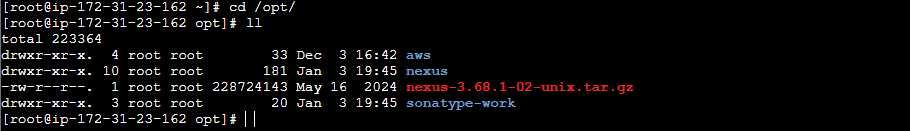 [root@ip-172-31-23-162 ~]# cd /opt/
[root@ip-172-31-23-162 opt]# ll
total 223364
drwxr-xr-x.  4 root root        33 Dec  3 16:42 aws
drwxr-xr-x. 10 root root       181 Jan  3 19:45 nexus
-rw-r--r--.  1 root root 228724143 May 16  2024 nexus-3.68.1-02-unix.tar.gz
drwxr-xr-x.  3 root root        20 Jan  3 19:45 sonatype-work
[root@ip-172-31-23-162 opt]#